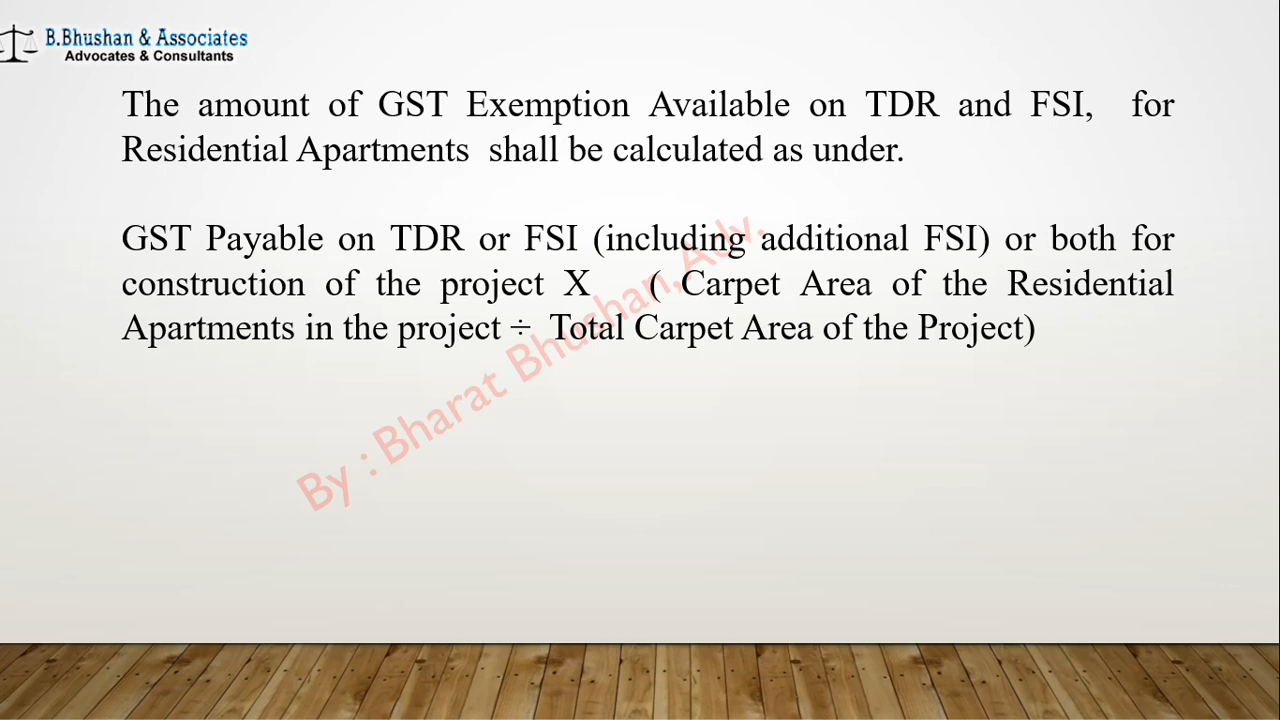 B.Bhushan & Associates
Advocates & Consultants
The amount of GST Exemption Available on TDR and FSI, for
Residential Apartments shall be calculated as under.
GST Payable on TDR or FSI (including additional FSI) or both for
construction of the project X ( Carpet Area of the Residential
Apartments in the project ÷ Total Carpet Area of the Project)
By : Bharat Bhushan, Adv.